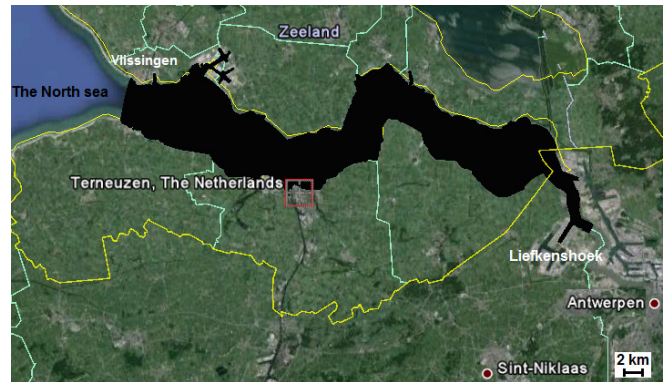 Zeeland
Vlissingen
The North sea
Terneuzen, The Netherlands
Liefkenshoek
Antwerpen
2 km
Sint-Niklaas